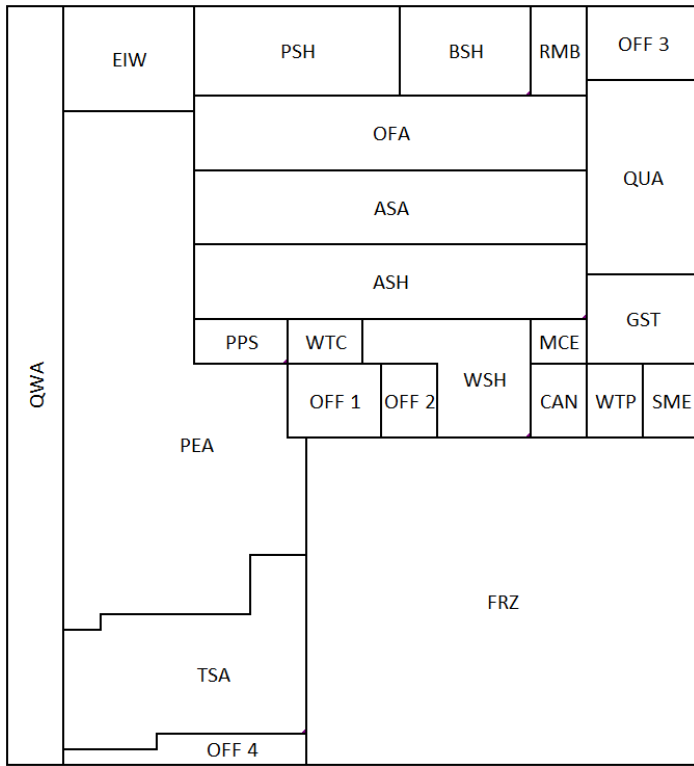 EIW
PSH
BSH
RMB
OFF 3
OFA
QUA
ASA
ASH
GST
PPS
WTC
MCE
QWA
WSH
OFF 1
OFF 2
CAN
WTP
SME
PEA
FRZ
TSA
OFF 4